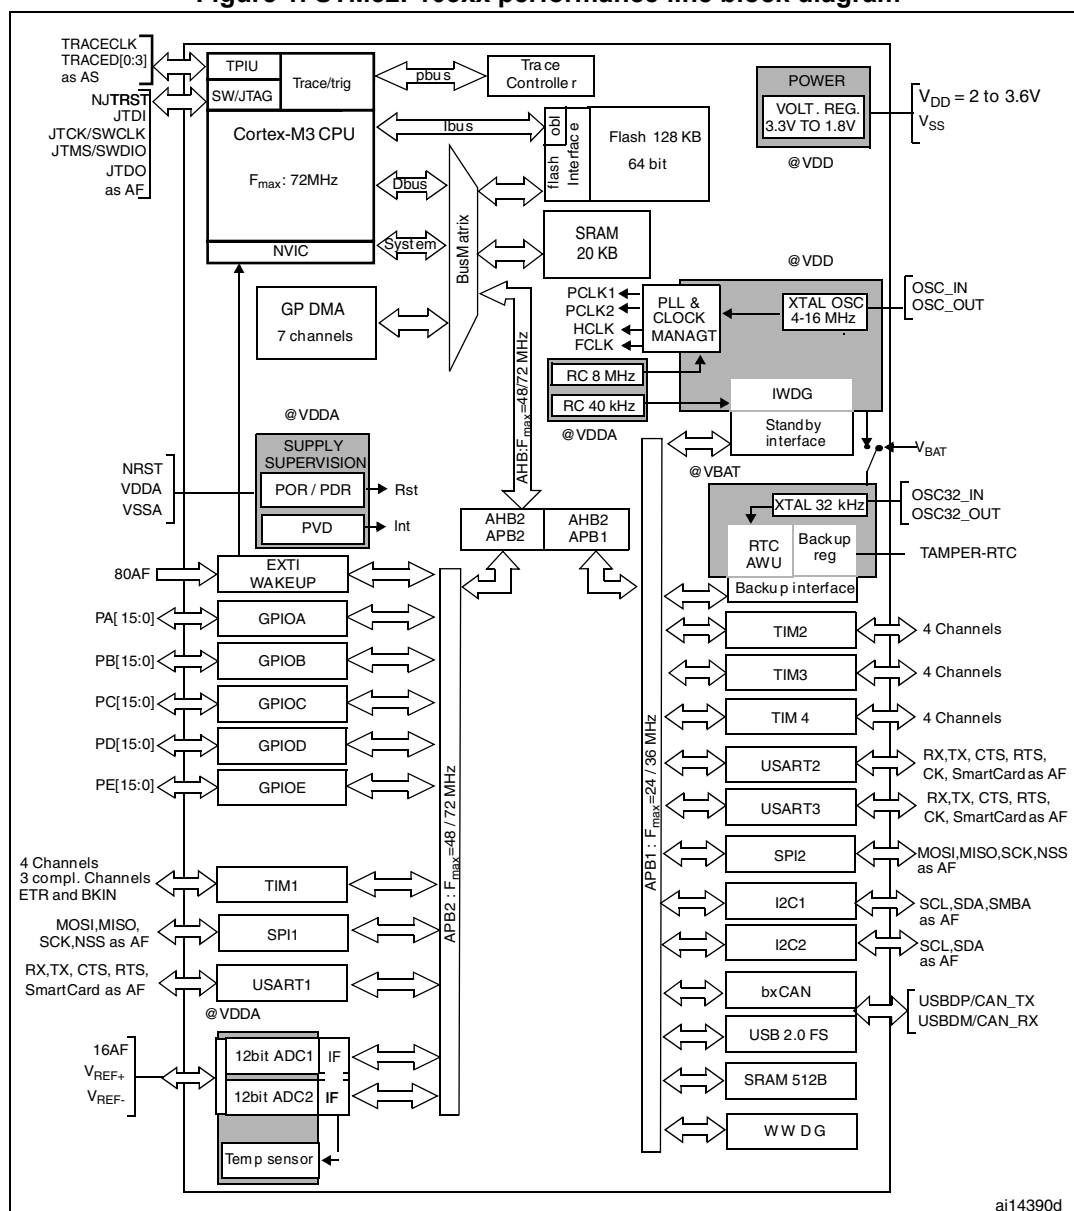 TRACECLK
TRACED[0:3]
as AS
NJTRST
JTDI
JTCK/SWCLK
JTMS/SWDIO
JTDO
as AF
TPIU
SW/JTAG
Trace/trig
Cortex-M3 CPU
Fmax: 72MHz
NVIC
pbus
Trace
Controller
Ibus
Dbus
System
BusMatrix
flash obl
Interface
Flash 128 KB
64 bit
SRAM
20 KB
POWER
VOLT. REG.
3.3V TO 1.8V
@VDD
VDD = 2 to 3.6V
VSS
GP DMA
7 channels
AHB:Fmax=48/72 MHz
PCLK1
PCLK2
HCLK
FCLK
PLL &
CLOCK
MANAGT
@VDD
XTAL OSC
4-16 MHz
OSC_IN
OSC_OUT
RC 8 MHz
RC 40 kHz
@VDDA
IWDG
Standby
interface
VBAT
@VBAT
@VDDA
SUPPLY
SUPERVISION
POR / PDR
PVD
Rst
Int
NRST
VDDA
VSSA
AHB2
APB2
AHB2
APB1
XTAL 32 kHz
OSC32_IN
OSC32_OUT
RTC
AWU
Backup
reg
Backup interface
TAMPER-RTC
80AF
EXTI
WAKEUP
PA[15:0]
GPIOA
PB[15:0]
GPIOB
PC[15:0]
GPIOC
PD[15:0]
GPIOD
PE[15:0]
GPIOE
4 Channels
3 compl. Channels
ETR and BKIN
TIM1
MOSI,MISO,
SCK,NSS as AF
SPI1
RX,TX, CTS, RTS,
SmartCard as AF
USART1
@VDDA
16AF
VREF+
VREF-
12bit ADC1 IF
12bit ADC2 IF
Temp sensor
APB2 : Fmax=48 / 72 MHz
APB1 : Fmax=24 / 36 MHz
TIM2
4 Channels
TIM3
4 Channels
TIM 4
4 Channels
USART2
RX,TX, CTS, RTS,
CK, SmartCard as AF
USART3
RX,TX, CTS, RTS,
CK, SmartCard as AF
SPI2
MOSI,MISO,SCK,NSS
as AF
I2C1
SCL,SDA,SMBA
as AF
I2C2
SCL,SDA
as AF
bxCAN
USBDP/CAN_TX
USBDM/CAN_RX
USB 2.0 FS
SRAM 512B
WWDG
ai14390d